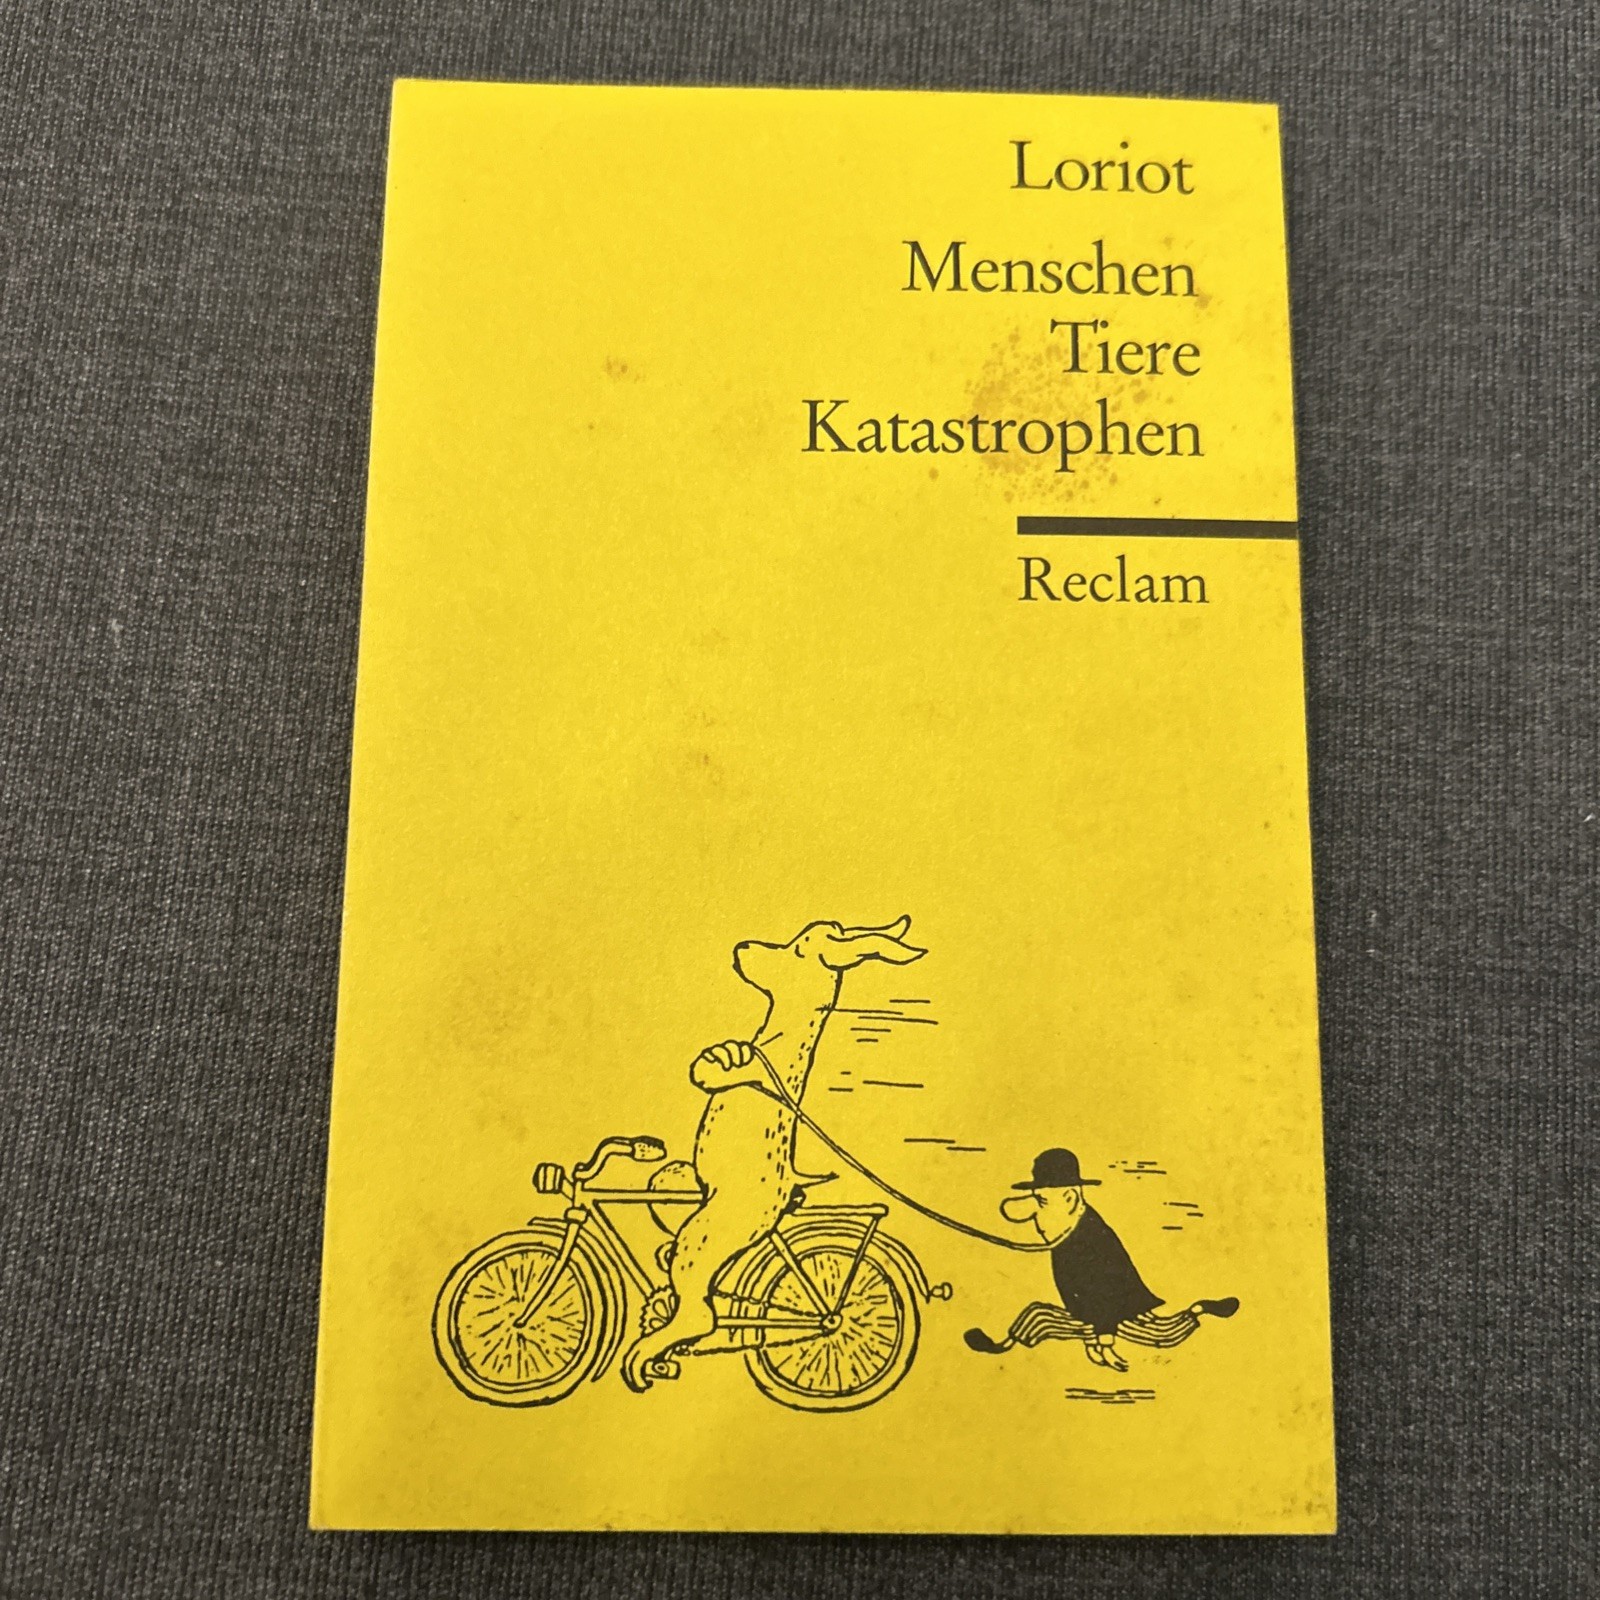 Loriot
Menschen
Tiere
Katastrophen
Reclam